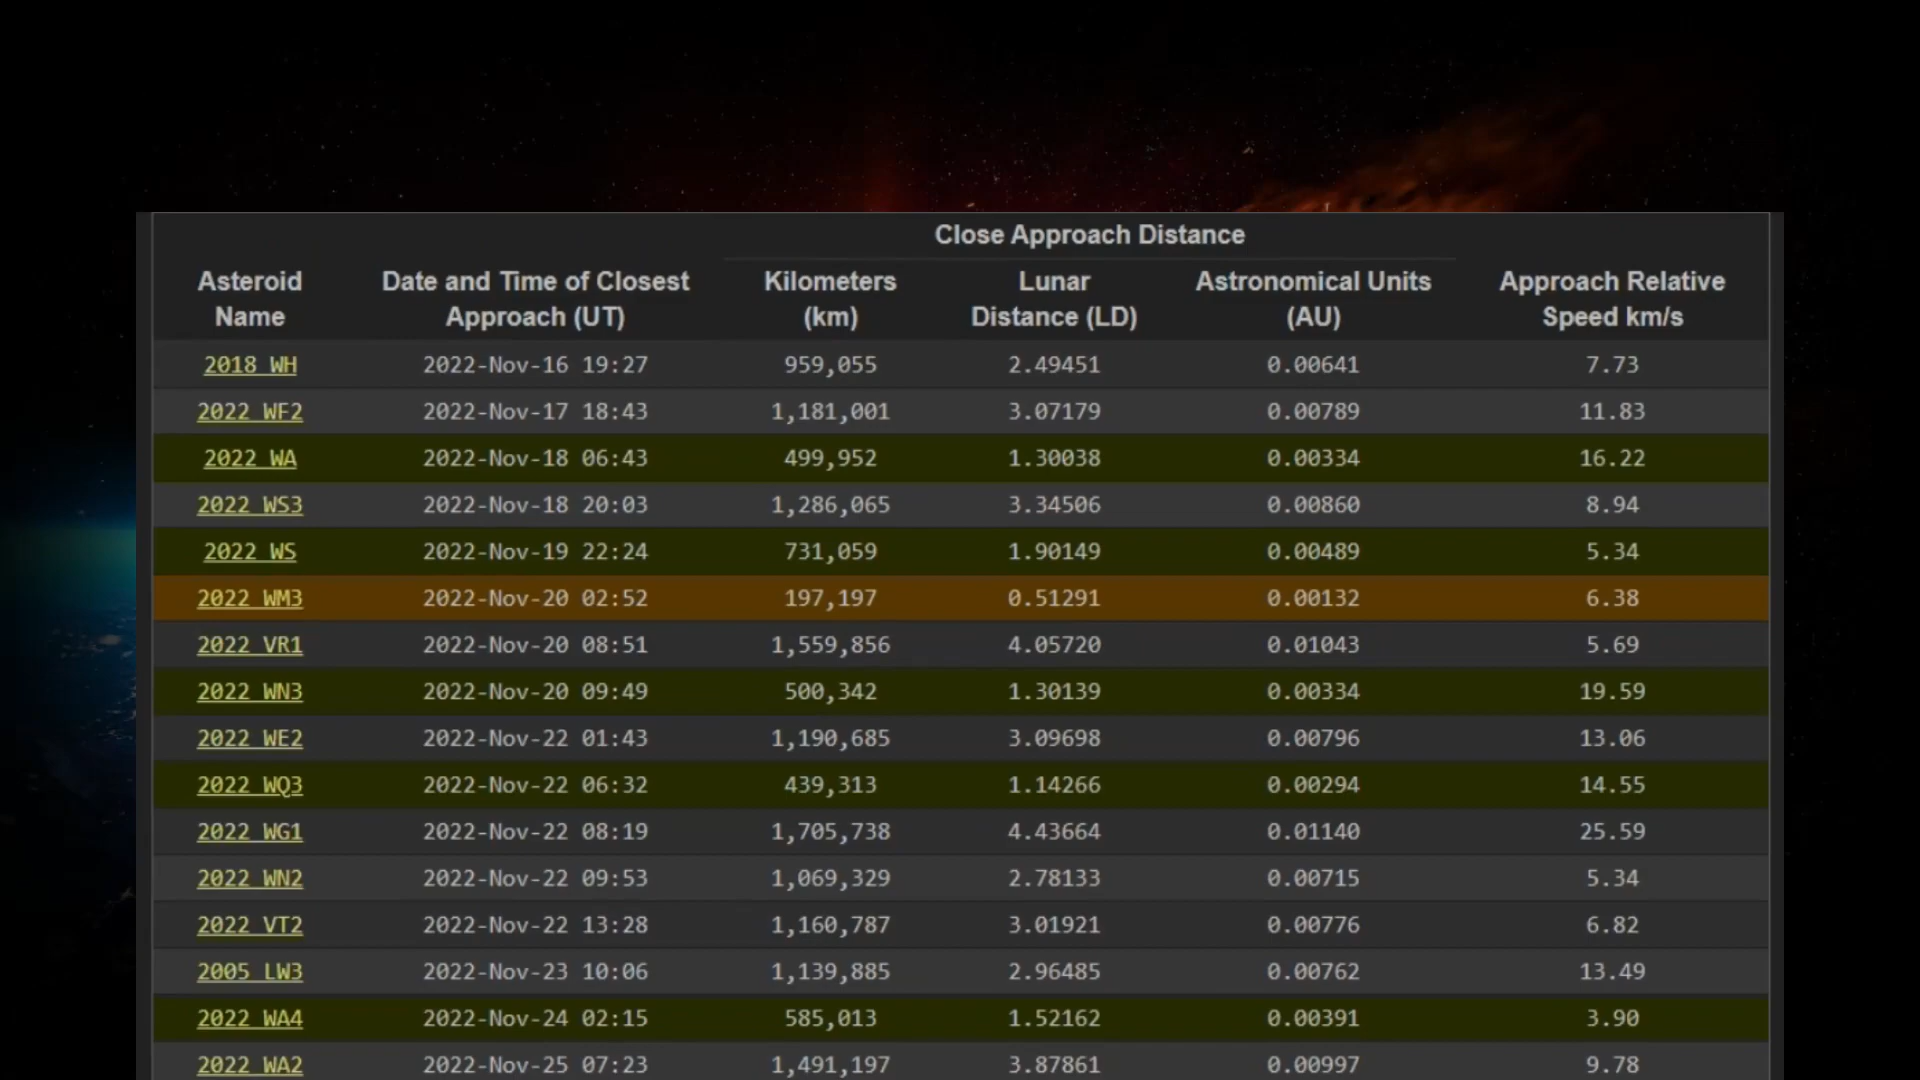 Close Approach Distance
Asteroid Name Date and Time of Closest Approach (UT) Kilometers (km) Lunar Distance (LD) Astronomical Units (AU) Approach Relative Speed km/s
2018 WH 2022-Nov-16 19:27 959,055 2.49451 0.00641 7.73
2022 WF2 2022-Nov-17 18:43 1,181,001 3.07179 0.00789 11.83
2022 WA 2022-Nov-18 06:43 499,952 1.30038 0.00334 16.22
2022 WS3 2022-Nov-18 20:03 1,286,065 3.34506 0.00860 8.94
2022 WS 2022-Nov-19 22:24 731,059 1.90149 0.00489 5.34
2022 WM3 2022-Nov-20 02:52 197,197 0.51291 0.00132 6.38
2022 VR1 2022-Nov-20 08:51 1,559,856 4.05720 0.01043 5.69
2022 WN3 2022-Nov-20 09:49 500,342 1.30139 0.00334 19.59
2022 WE2 2022-Nov-22 01:43 1,190,685 3.09698 0.00796 13.06
2022 WQ3 2022-Nov-22 06:32 439,313 1.14266 0.00294 14.55
2022 WG1 2022-Nov-22 08:19 1,705,738 4.43664 0.01140 25.59
2022 WN2 2022-Nov-22 09:53 1,069,329 2.78133 0.00715 5.34
2022 VT2 2022-Nov-22 13:28 1,160,787 3.01921 0.00776 6.82
2005 LW3 2022-Nov-23 10:06 1,139,885 2.96485 0.00762 13.49
2022 WA4 2022-Nov-24 02:15 585,013 1.52162 0.00391 3.90
2022 WA2 2022-Nov-25 07:23 1,491,197 3.87861 0.00997 9.78